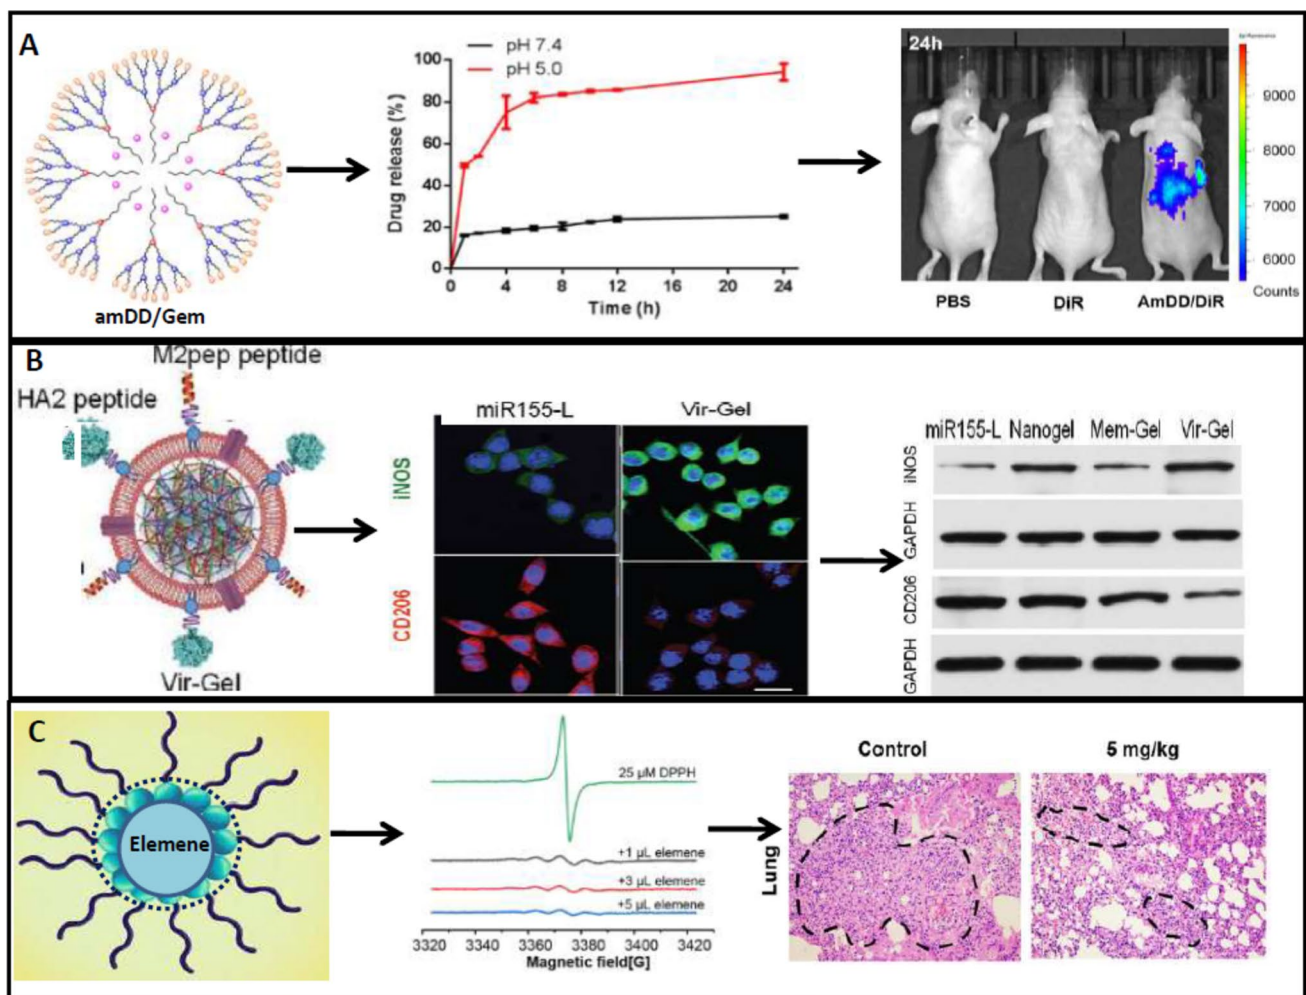 A
amDD/Gem
pH 7.4
pH 5.0
100
80
60
40
20
0
Drug release (%)
0 4 8 12 16 20 24
Time (h)
24h
PBS DiR AmDD/DiR
9000
8000
7000
6000
Counts
B
M2pep peptide
HA2 peptide
Vir-Gel
miR155-L Vir-Gel
iNOS
CD206
miR155-L Nanogel Mem-Gel Vir-Gel
iNOS
GAPDH
CD206
GAPDH
C
Elemene
25 µM DPPH
+1 µL elemene
+3 µL elemene
+5 µL elemene
3320 3340 3360 3380 3400 3420
Magnetic field[G]
Control 5 mg/kg
Lung